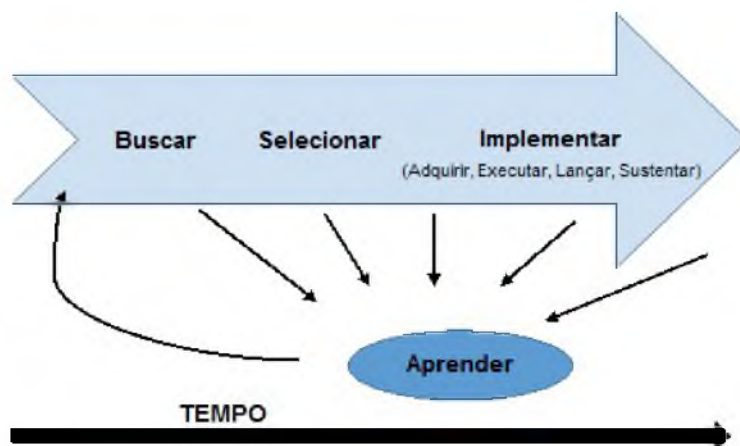 Buscar
Selecionar
Implementar
(Adquirir, Executar, Lançar, Sustentar)
Aprender
TEMPO